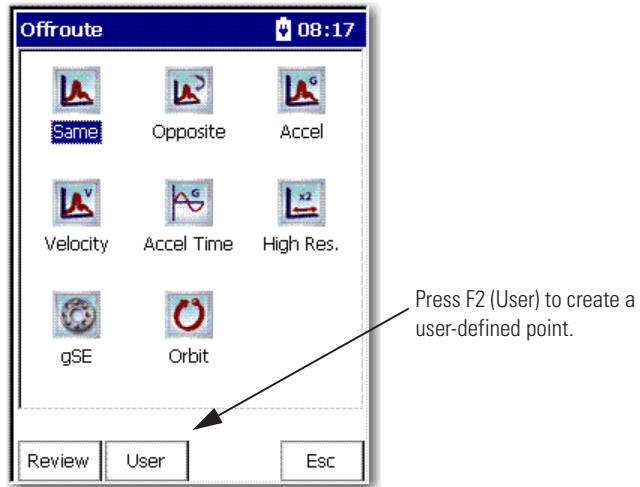 Offroute 08:17
Same Opposite Accel
Velocity Accel Time High Res.
gSE Orbit
Press F2 (User) to create a
user-defined point.
Review User Esc